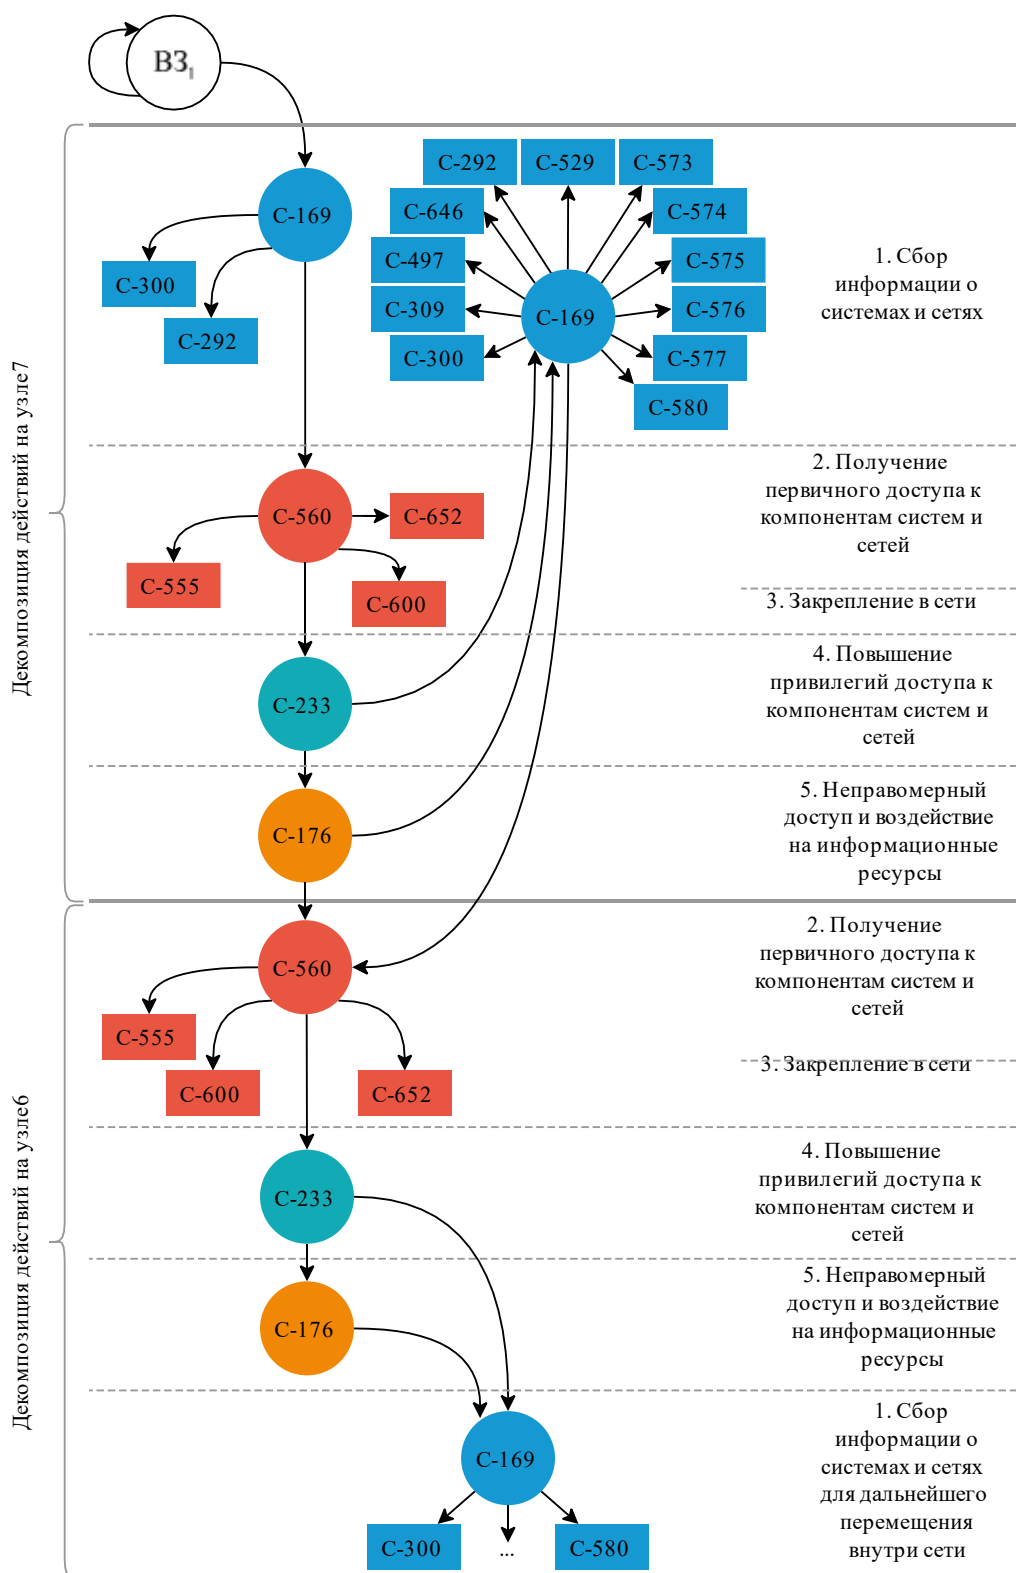 ВЗ1
Декомпозиция действий на узле7
С-169
С-300
С-292
С-292
С-529
С-573
С-646
С-574
С-497
С-575
С-169
С-309
С-576
С-300
С-577
С-580
1. Сбор
информации о
системах и сетях
С-560
С-652
С-555
С-600
2. Получение
первичного доступа к
компонентам систем и
сетей
3. Закрепление в сети
С-233
4. Повышение
привилегий доступа к
компонентам систем и
сетей
С-176
5. Неправомерный
доступ и воздействие
на информационные
ресурсы
Декомпозиция действий на узле6
С-560
С-555
С-600
С-652
2. Получение
первичного доступа к
компонентам систем и
сетей
3. Закрепление в сети
С-233
4. Повышение
привилегий доступа к
компонентам систем и
сетей
С-176
5. Неправомерный
доступ и воздействие
на информационные
ресурсы
С-169
С-300
...
С-580
1. Сбор
информации о
системах и сетях
для дальнейшего
перемещения
внутри сети